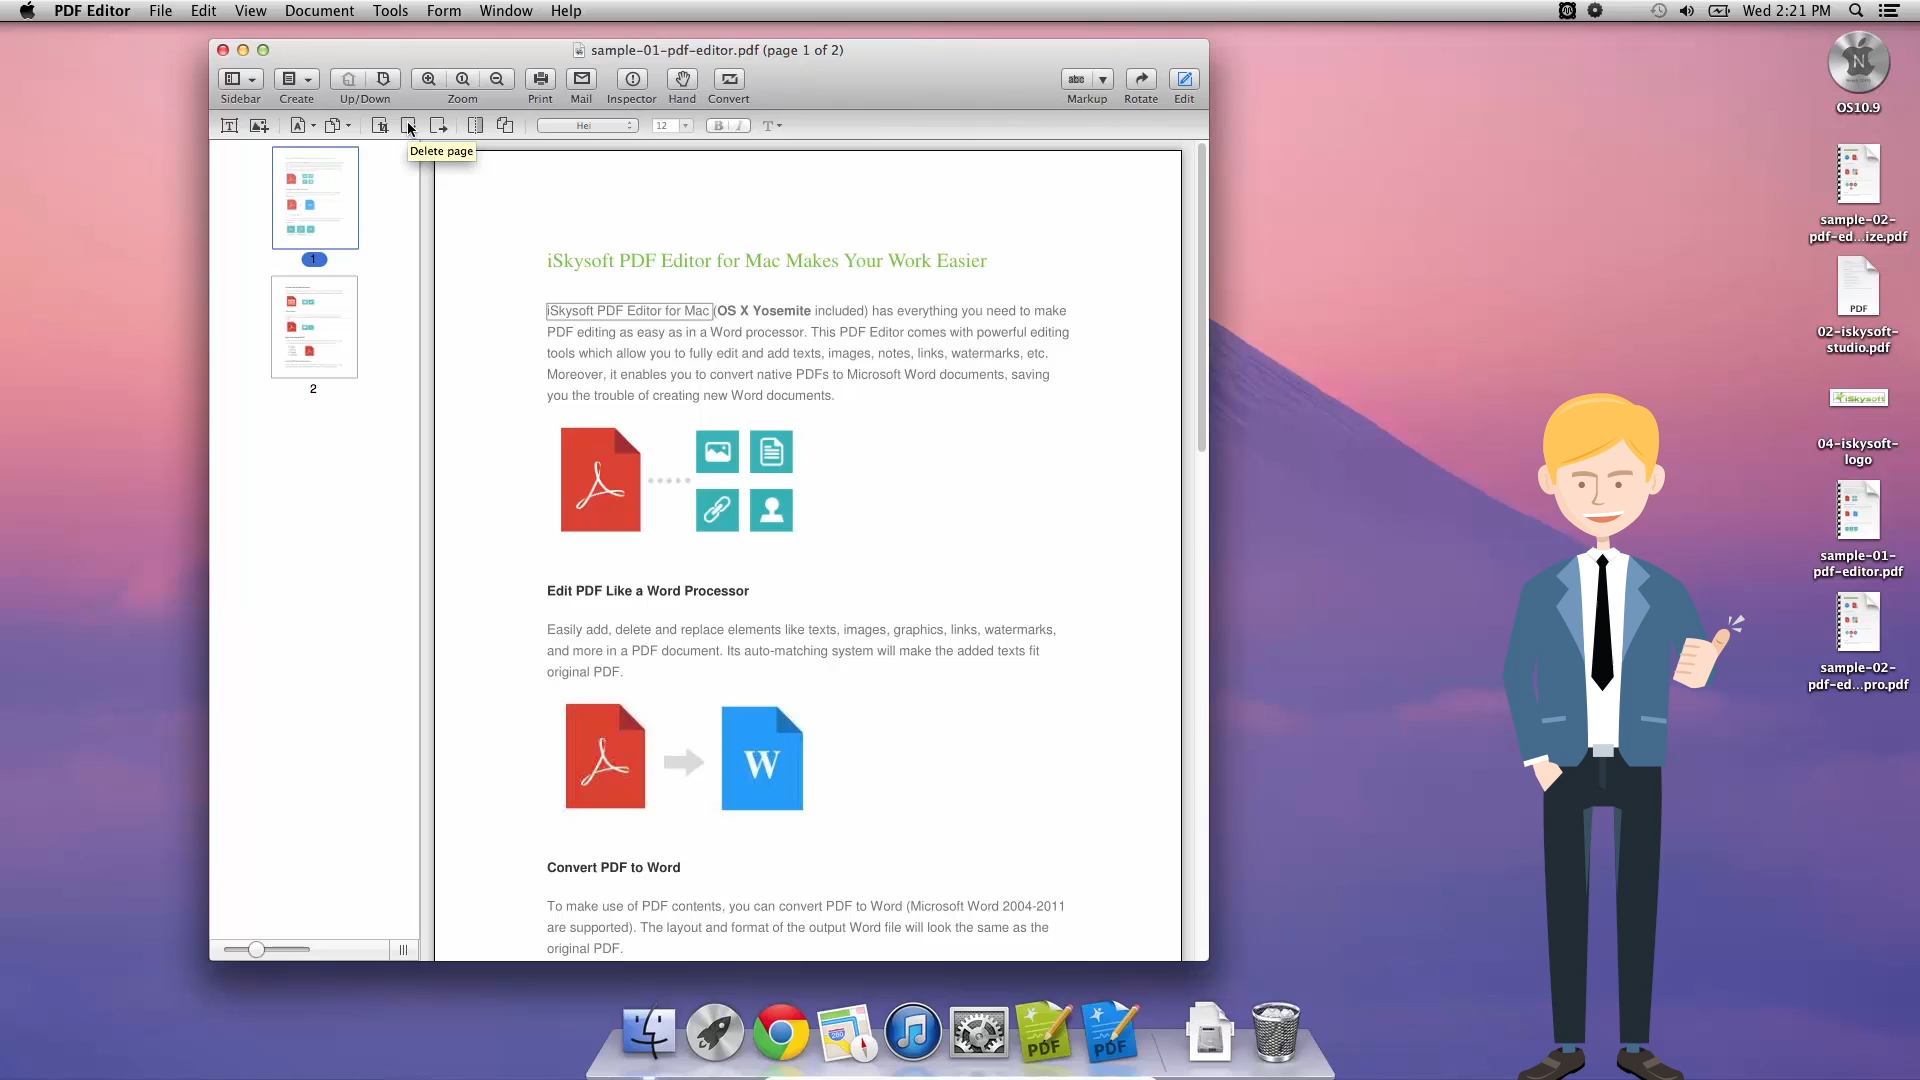 PDF Editor File Edit View Document Tools Form Window Help
Wed 2:21 PM
sample-01-pdf-editor.pdf (page 1 of 2)
abc
Sidebar Create Up/Down Zoom Print Mail Inspector Hand Convert Markup Rotate Edit
Hei 12 B I T
Delete page
1
2
iSkysoft PDF Editor for Mac Makes Your Work Easier
iSkysoft PDF Editor for Mac (OS X Yosemite included) has everything you need to make
PDF editing as easy as in a Word processor. This PDF Editor comes with powerful editing
tools which allow you to fully edit and add texts, images, notes, links, watermarks, etc.
Moreover, it enables you to convert native PDFs to Microsoft Word documents, saving
you the trouble of creating new Word documents.
Edit PDF Like a Word Processor
Easily add, delete and replace elements like texts, images, graphics, links, watermarks,
and more in a PDF document. Its auto-matching system will make the added texts fit
original PDF.
W
Convert PDF to Word
To make use of PDF contents, you can convert PDF to Word (Microsoft Word 2004-2011
are supported). The layout and format of the output Word file will look the same as the
original PDF.
N
OS10.9
sample-02-
pdf-ed...ize.pdf
PDF
02-iskysoft-
studio.pdf
iSkysoft
04-iskysoft-
logo
sample-01-
pdf-editor.pdf
sample-02-
pdf-ed...pro.pdf
PDF
PDF